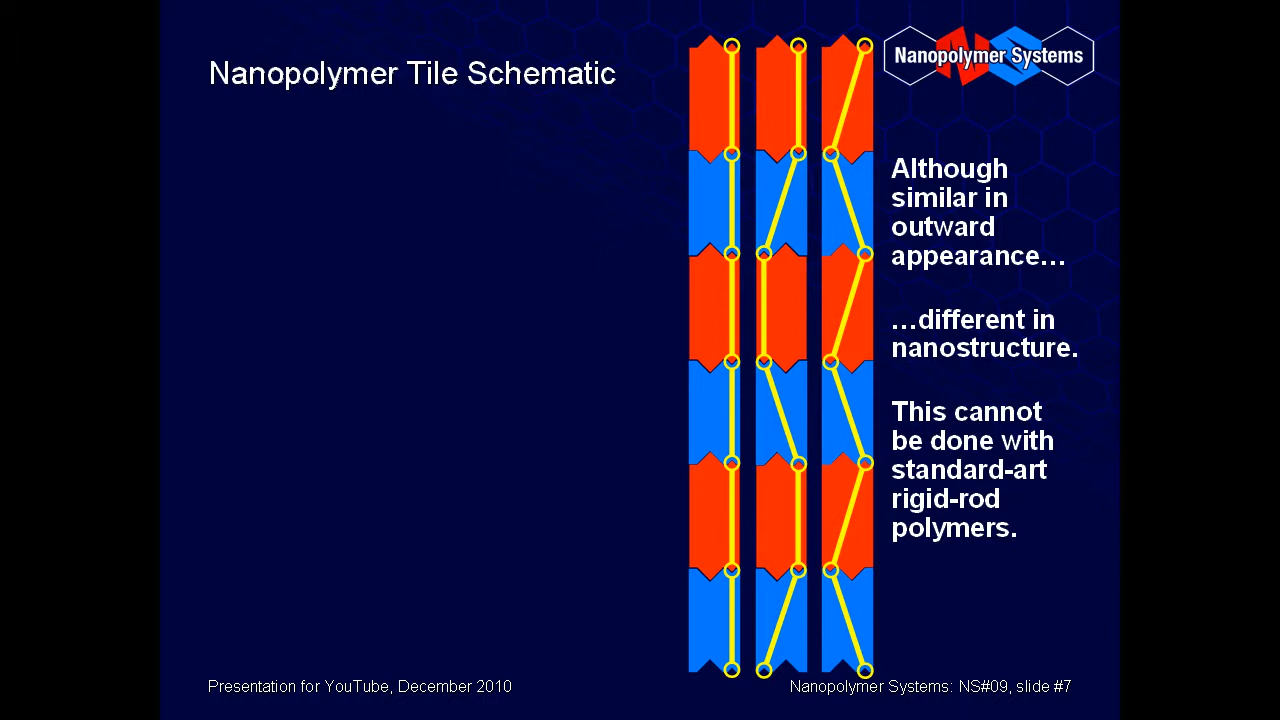 Nanopolymer Tile Schematic
Nanopolymer Systems
Although
similar in
outward
appearance…
…different in
nanostructure.
This cannot
be done with
standard-art
rigid-rod
polymers.
Presentation for YouTube, December 2010
Nanopolymer Systems: NS#09, slide #7